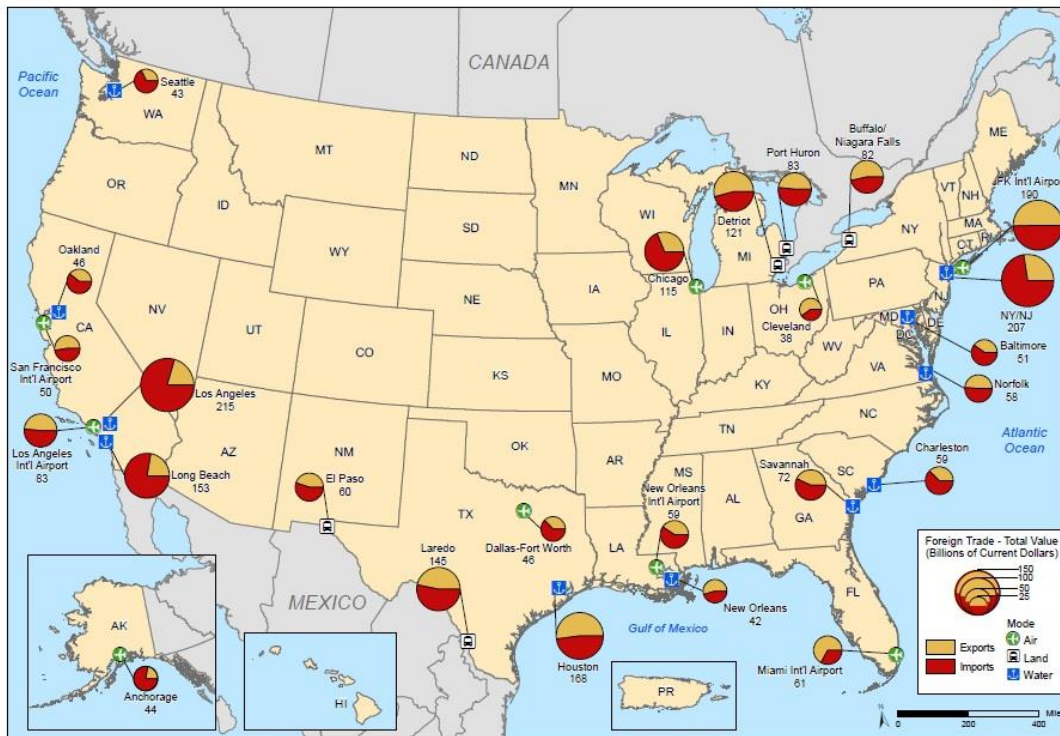 CANADA
Pacific
Ocean
Seattle
43
WA
MT
ND
MN
OR
ID
SD
WI
WY
Port Huron
83
Buffalo/
Niagara Falls
82
ME
VT
NH
JFK Int'l Airport
190
MA
CT
RI
NY
Detriot
121
MI
Chicago
115
Oakland
46
NV
CA
UT
NE
IA
CO
IL
IN
OH
Cleveland
38
PA
NJ
NY/NJ
207
MD
DE
DC
WV
VA
Baltimore
51
Norfolk
58
San Francisco
Int'l Airport
50
KS
MO
KY
Los Angeles
215
Los Angeles
Int'l Airport
83
Long Beach
153
AZ
NM
OK
AR
TN
NC
Atlantic
Ocean
Charleston
59
SC
Savannah
72
GA
El Paso
60
TX
MS
AL
New Orleans
Int'l Airport
59
Dallas-Fort Worth
46
LA
Laredo
145
MEXICO
New Orleans
42
FL
Gulf of Mexico
Houston
168
Miami Int'l Airport
61
AK
Anchorage
44
HI
PR
Foreign Trade - Total Value
(Billions of Current Dollars)
150
100
50
25
Mode
Air
Land
Water
Exports
Imports
N
0 200 400 Miles